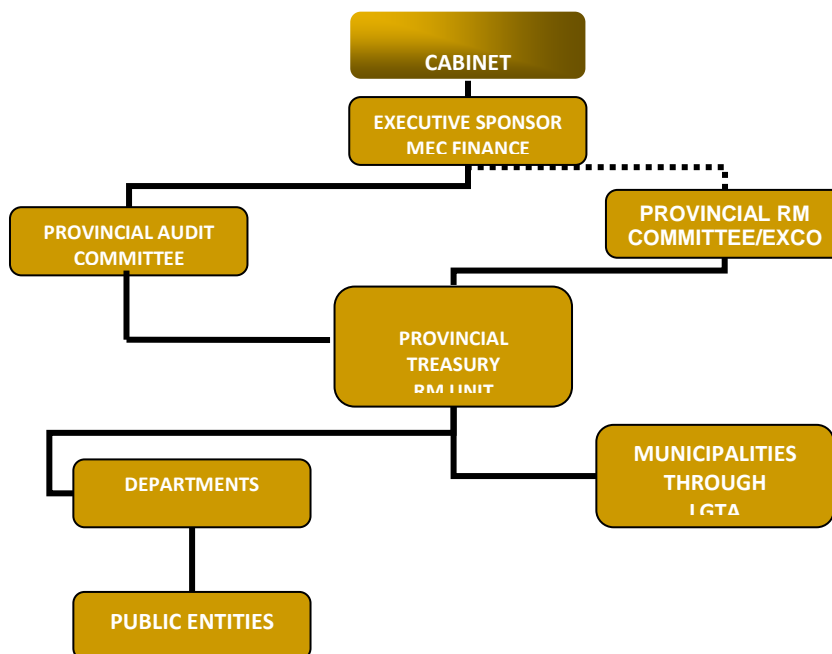 CABINET
EXECUTIVE SPONSOR
MEC FINANCE
PROVINCIAL AUDIT
COMMITTEE
PROVINCIAL RM
COMMITTEE/EXCO
PROVINCIAL
TREASURY
RM UNIT
DEPARTMENTS
MUNICIPALITIES
THROUGH
LGTA
PUBLIC ENTITIES